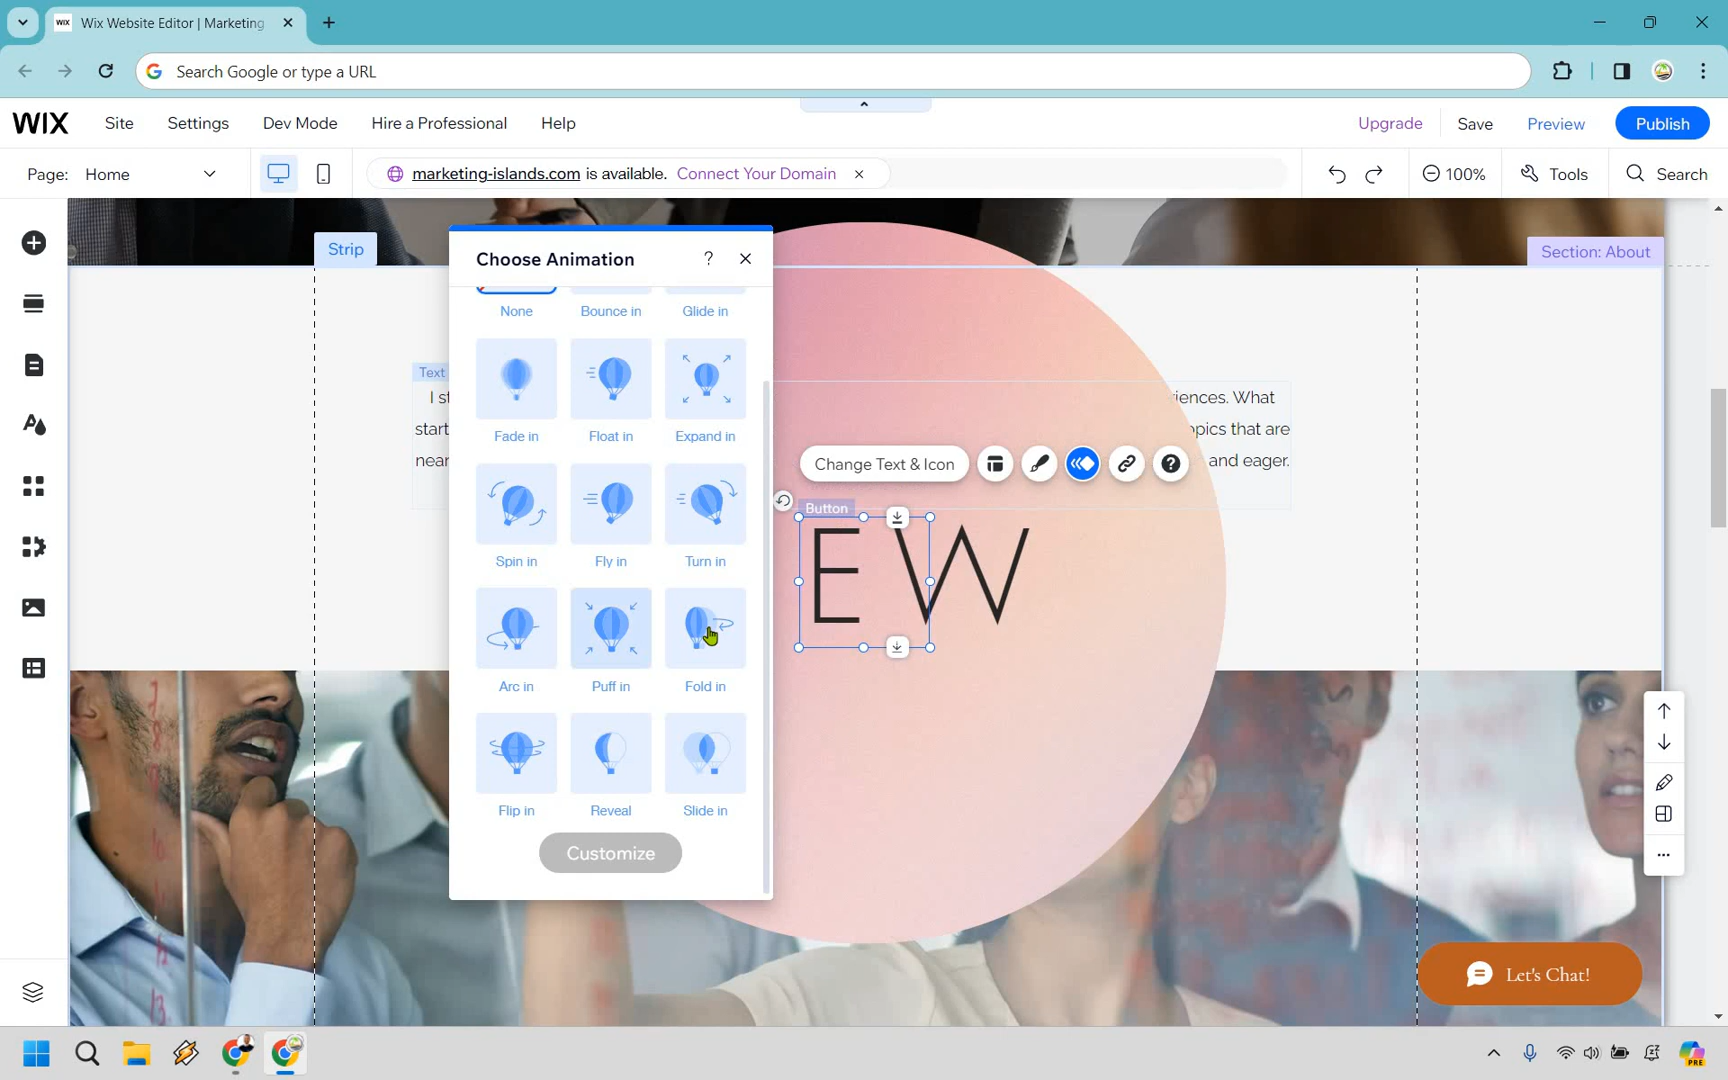 WIX Wix Website Editor | Marketing
Search Google or type a URL
WIX Site Settings Dev Mode Hire a Professional Help Upgrade Save Preview Publish
Page: Home marketing-islands.com is available. Connect Your Domain 100% Tools Search
Strip
Section: About
Choose Animation ?
None Bounce in Glide in
Fade in Float in Expand in
Spin in Fly in Turn in
Arc in Puff in Fold in
Flip in Reveal Slide in
Customize
Text
I st
iences. What
start
opics that are
near
and eager.
Change Text & Icon
Button
E W
Let's Chat!
PRE